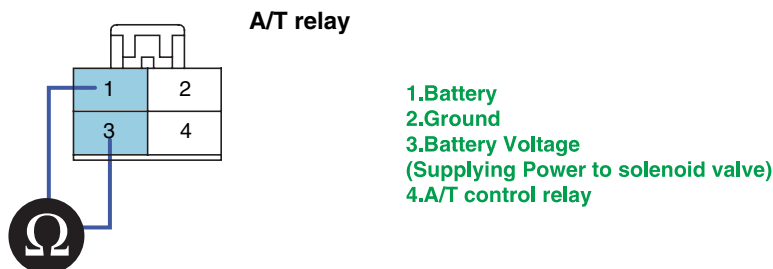 A/T relay
1 2
3 4
1.Battery
2.Ground
3.Battery Voltage
(Supplying Power to solenoid valve)
4.A/T control relay
Ω